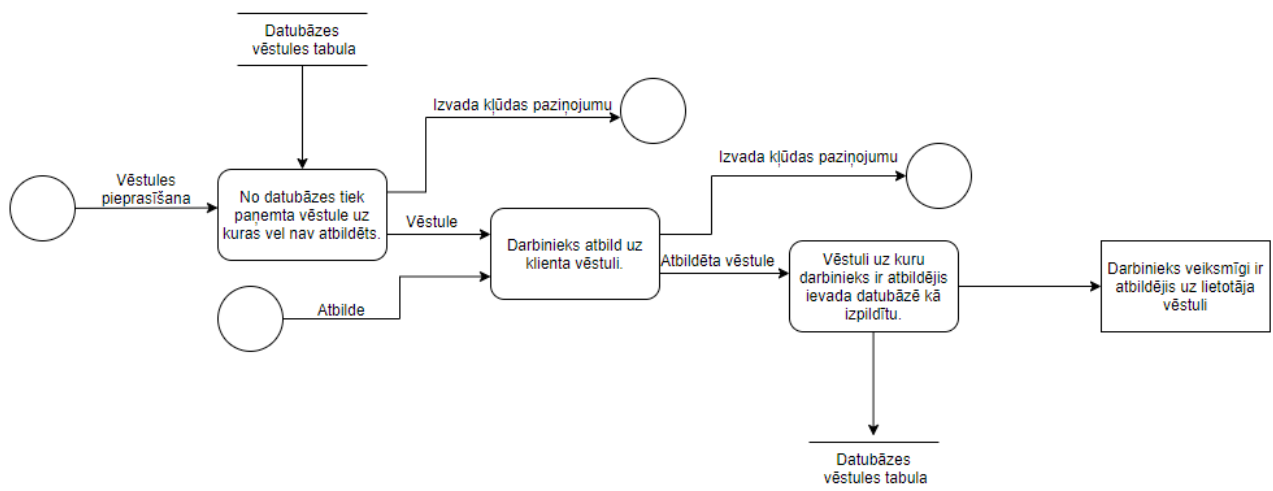 Datubāzes
vēstules tabula
Izvada kļūdas paziņojumu
Izvada kļūdas paziņojumu
Vēstules
pieprasīšana
No datubāzes tiek
paņemta vēstule uz
kuras vel nav atbildēts.
Vēstule
Darbinieks atbild uz
klienta vēstuli.
Atbildēta vēstule
Vēstuli uz kuru
darbinieks ir atbildējis
ievada datubāzē kā
izpildītu.
Darbinieks veiksmīgi ir
atbildējis uz lietotāja
vēstuli
Atbilde
Datubāzes
vēstules tabula